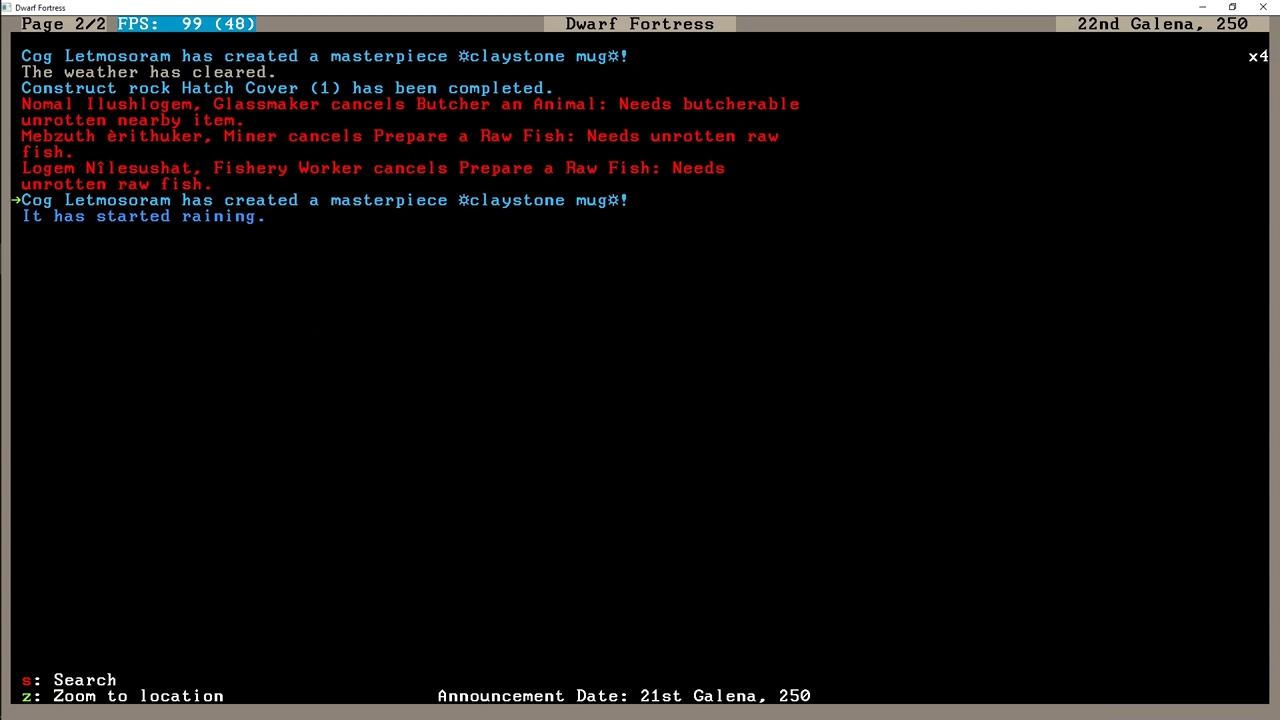 Dwarf Fortress
Page 2/2 FPS: 99 (48) Dwarf Fortress 22nd Galena, 250
Cog Letmosoram has created a masterpiece ☼claystone mug☼! x4
The weather has cleared.
Construct rock Hatch Cover (1) has been completed.
Nomal Ilushlogem, Glassmaker cancels Butcher an Animal: Needs butcherable
unrotten nearby item.
Mebzuth èrithuker, Miner cancels Prepare a Raw Fish: Needs unrotten raw
fish.
Logem Nîlesushat, Fishery Worker cancels Prepare a Raw Fish: Needs
unrotten raw fish.
→Cog Letmosoram has created a masterpiece ☼claystone mug☼!
It has started raining.
s: Search
z: Zoom to location Announcement Date: 21st Galena, 250